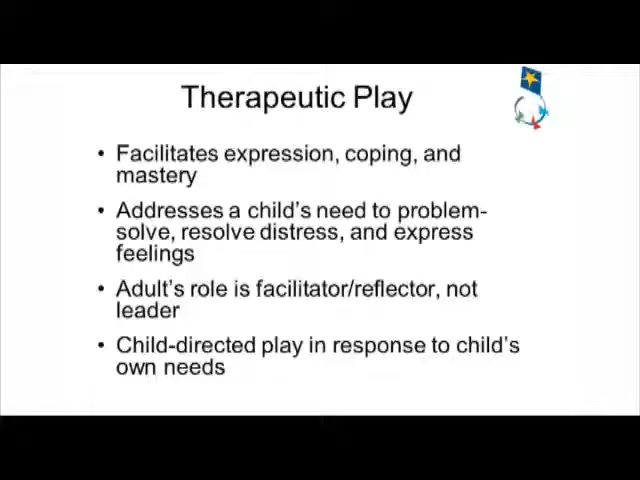 Therapeutic Play
• Facilitates expression, coping, and
mastery
• Addresses a child's need to problem-
solve, resolve distress, and express
feelings
• Adult's role is facilitator/reflector, not
leader
• Child-directed play in response to child's
own needs